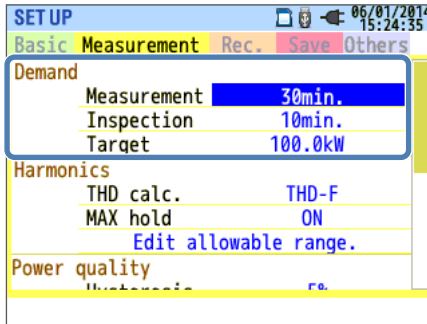 SET UP 06/01/2014
15:24:35
Basic Measurement Rec. Save Others
Demand
Measurement 30min.
Inspection 10min.
Target 100.0kW
Harmonics
THD calc. THD-F
MAX hold ON
Edit allowable range.
Power quality